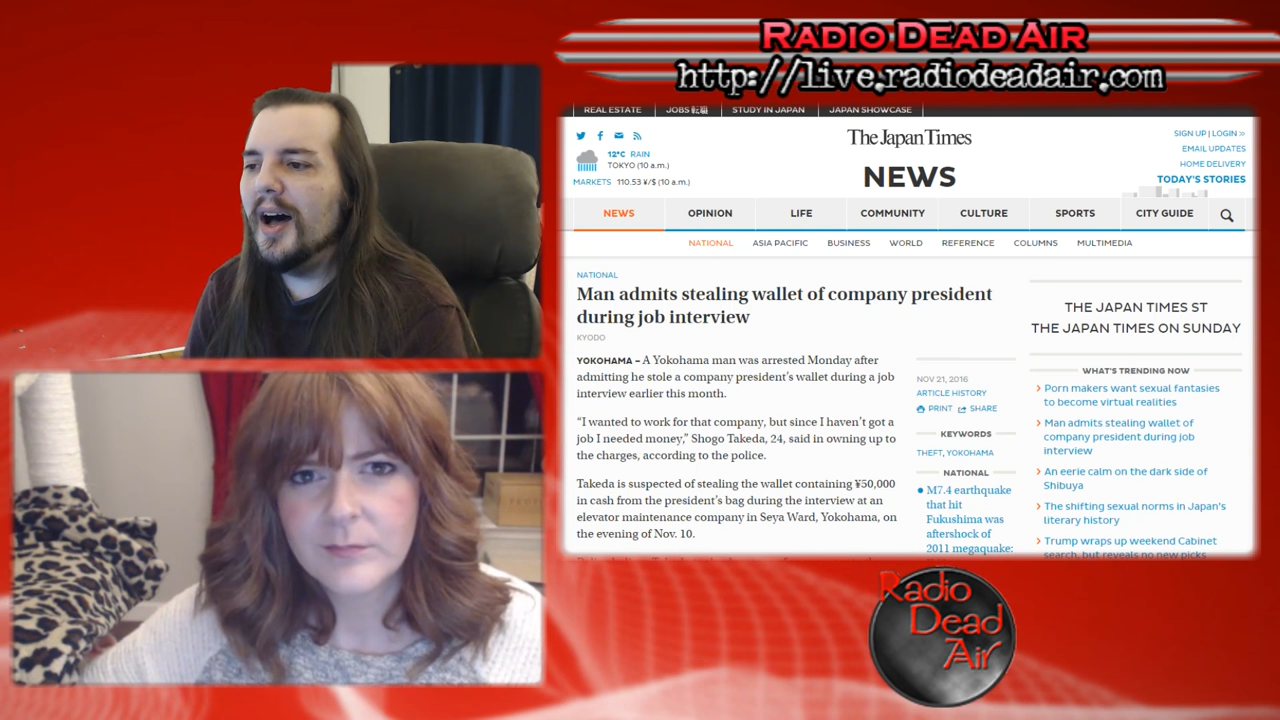 RADIO DEAD AIR
http://live.radiodeadair.com
REAL ESTATE
JOBS 転職
STUDY IN JAPAN
JAPAN SHOWCASE
12°C RAIN
TOKYO (10 a.m.)
MARKETS 110.53 ¥/$ (10 a.m.)
The Japan Times
NEWS
SIGN UP | LOGIN >>
EMAIL UPDATES
HOME DELIVERY
TODAY'S STORIES
NEWS
OPINION
LIFE
COMMUNITY
CULTURE
SPORTS
CITY GUIDE
NATIONAL
ASIA PACIFIC
BUSINESS
WORLD
REFERENCE
COLUMNS
MULTIMEDIA
NATIONAL
Man admits stealing wallet of company president
during job interview
KYODO
YOKOHAMA – A Yokohama man was arrested Monday after
admitting he stole a company president's wallet during a job
interview earlier this month.
“I wanted to work for that company, but since I haven't got a
job I needed money,” Shogo Takeda, 24, said in owning up to
the charges, according to the police.
Takeda is suspected of stealing the wallet containing ¥50,000
in cash from the president's bag during the interview at an
elevator maintenance company in Seya Ward, Yokohama, on
the evening of Nov. 10.
NOV 21, 2016
ARTICLE HISTORY
PRINT
SHARE
KEYWORDS
THEFT, YOKOHAMA
NATIONAL
M7.4 earthquake
that hit
Fukushima was
aftershock of
2011 megaquake:
THE JAPAN TIMES ST
THE JAPAN TIMES ON SUNDAY
WHAT'S TRENDING NOW
Porn makers want sexual fantasies
to become virtual realities
Man admits stealing wallet of
company president during job
interview
An eerie calm on the dark side of
Shibuya
The shifting sexual norms in Japan's
literary history
Trump wraps up weekend Cabinet
search, but reveals no new picks
Radio
Dead
Air